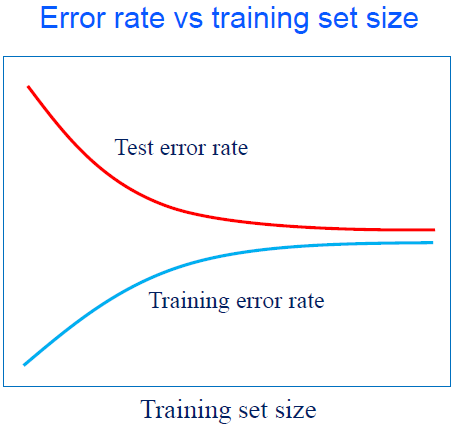 Error rate vs training set size
Test error rate
Training error rate
Training set size